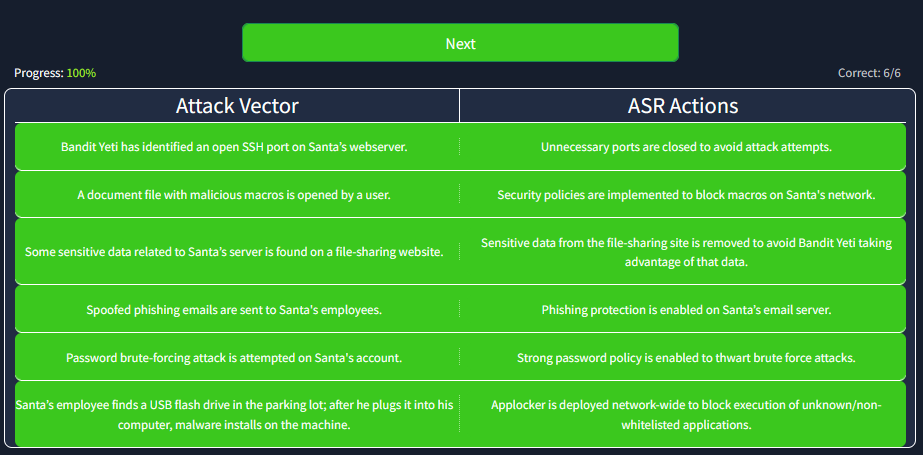 Next
Progress: 100%
Correct: 6/6
Attack Vector
ASR Actions
Bandit Yeti has identified an open SSH port on Santa's webserver.
Unnecessary ports are closed to avoid attack attempts.
A document file with malicious macros is opened by a user.
Security policies are implemented to block macros on Santa's network.
Some sensitive data related to Santa's server is found on a file-sharing website.
Sensitive data from the file-sharing site is removed to avoid Bandit Yeti taking
advantage of that data.
Spoofed phishing emails are sent to Santa's employees.
Phishing protection is enabled on Santa's email server.
Password brute-forcing attack is attempted on Santa's account.
Strong password policy is enabled to thwart brute force attacks.
Santa's employee finds a USB flash drive in the parking lot; after he plugs it into his
computer, malware installs on the machine.
Applocker is deployed network-wide to block execution of unknown/non-
whitelisted applications.